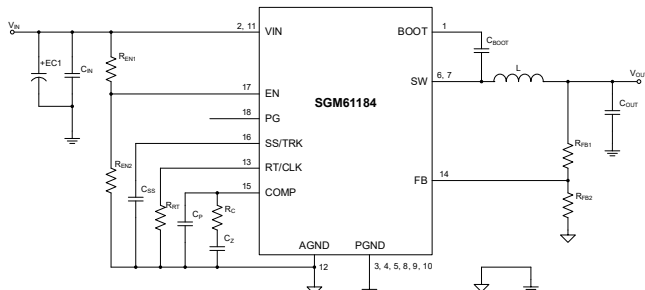 VIN
2, 11
VIN
BOOT
1
CBOOT
+EC1
CIN
REN1
SW
6, 7
L
VOUT
17
EN
SGM61184
COUT
18
PG
16
SS/TRK
RFB1
REN2
13
RT/CLK
FB
14
CSS
15
COMP
RRT
CP
RC
RFB2
CZ
AGND
PGND
12
3, 4, 5, 8, 9, 10